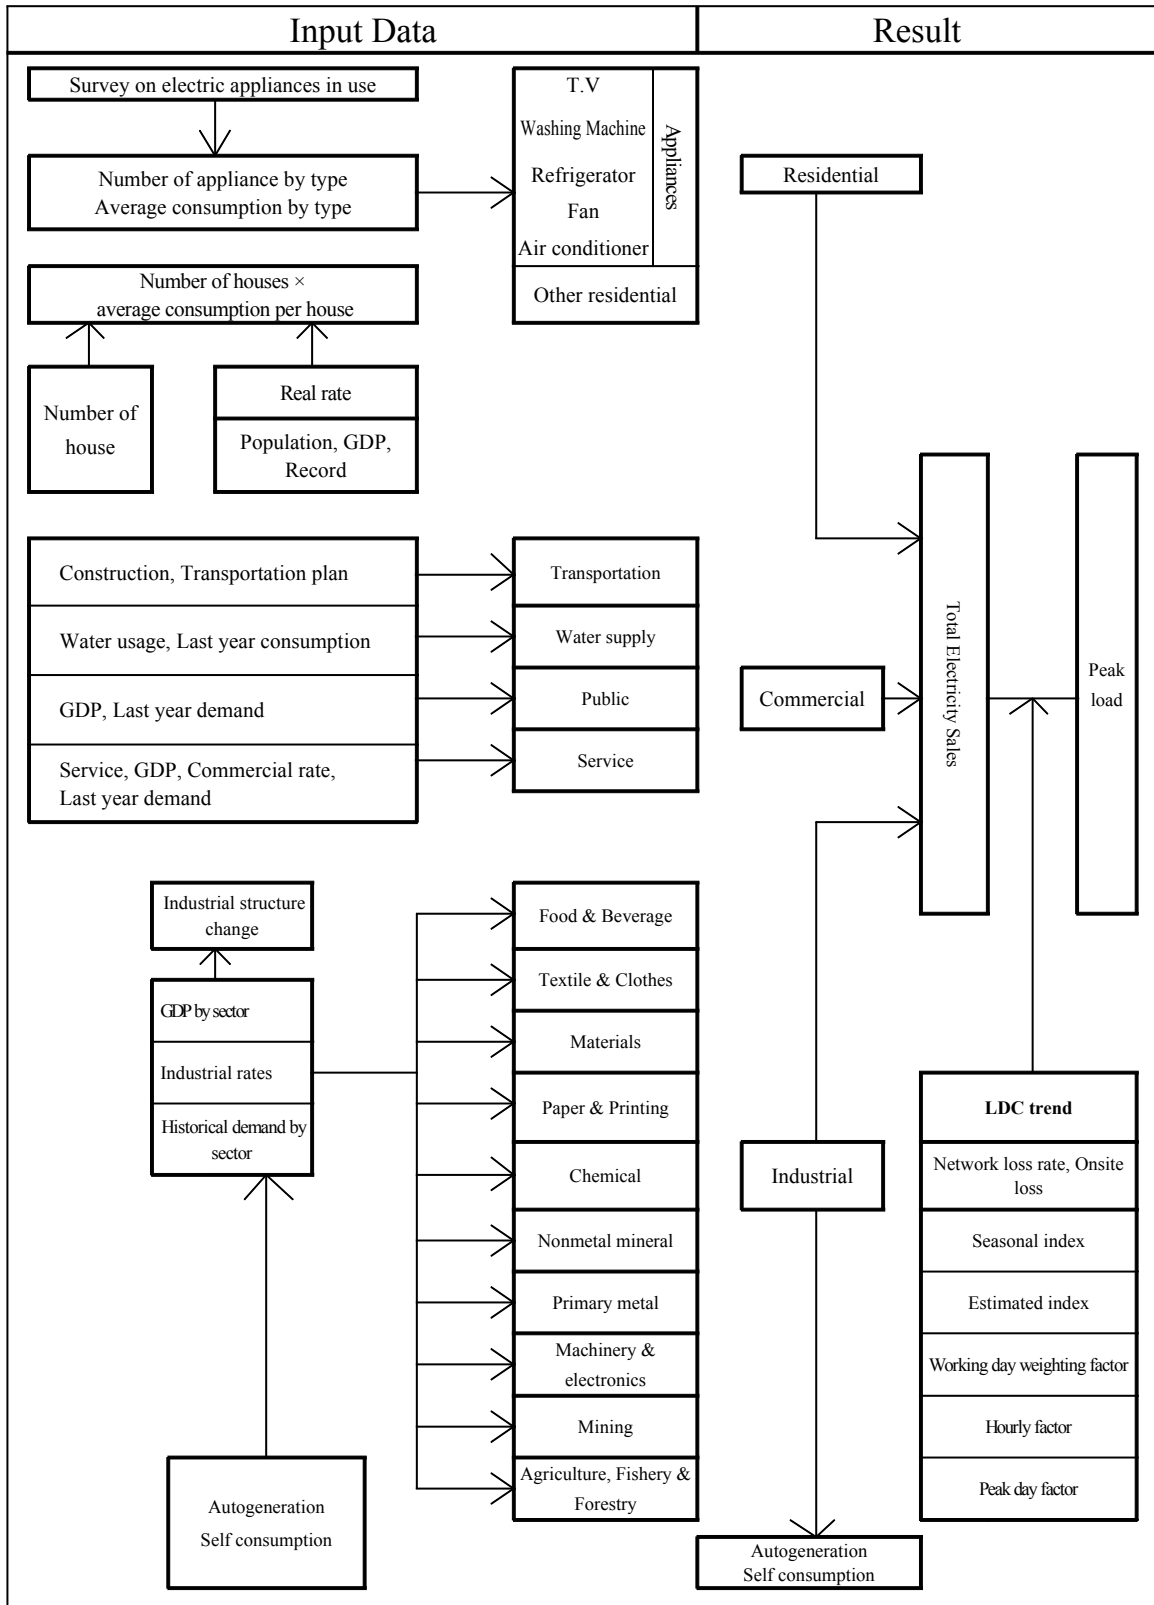 Input Data
Result
Survey on electric appliances in use
Number of appliance by type
Average consumption by type
T.V
Washing Machine
Refrigerator
Fan
Air conditioner
Appliances
Other residential
Number of houses ×
average consumption per house
Number of
house
Real rate
Population, GDP,
Record
Residential
Construction, Transportation plan
Water usage, Last year consumption
GDP, Last year demand
Service, GDP, Commercial rate,
Last year demand
Transportation
Water supply
Public
Service
Commercial
Total Electricity Sales
Peak
load
Industrial structure
change
GDP by sector
Industrial rates
Historical demand by
sector
Food & Beverage
Textile & Clothes
Materials
Paper & Printing
Chemical
Nonmetal mineral
Primary metal
Machinery &
electronics
Mining
Agriculture, Fishery &
Forestry
Autogeneration
Self consumption
Industrial
Autogeneration
Self consumption
LDC trend
Network loss rate, Onsite
loss
Seasonal index
Estimated index
Working day weighting factor
Hourly factor
Peak day factor